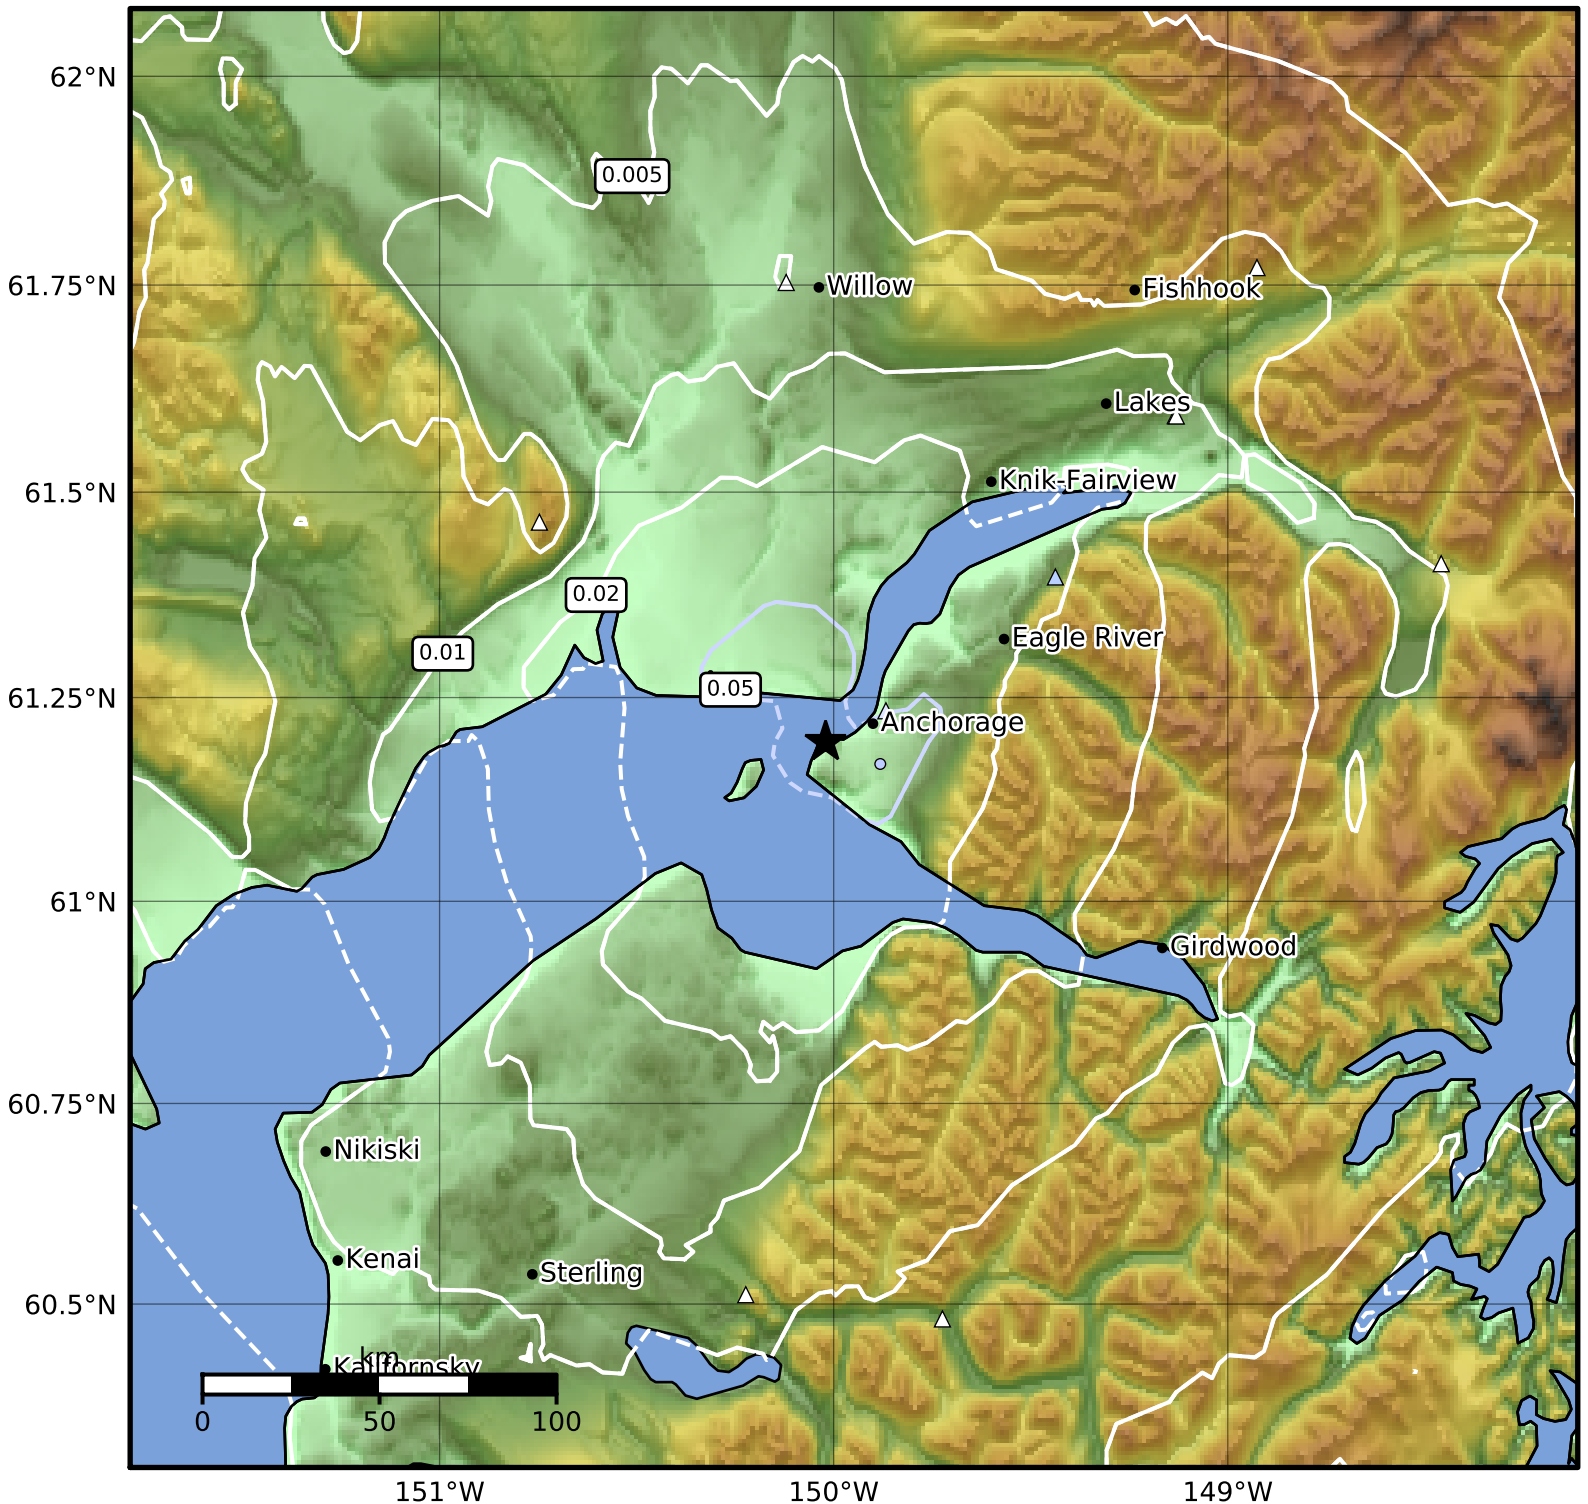 62°N
0.005
61.75°N
Willow
Fishhook
Lakes
61.5°N
Knik-Fairview
0.02
0.01
Eagle River
61.25°N
0.05
Anchorage
61°N
Girdwood
60.75°N
Nikiski
Kenai
Sterling
60.5°N
km
Kalifornsky
0
50
100
151°W
150°W
149°W